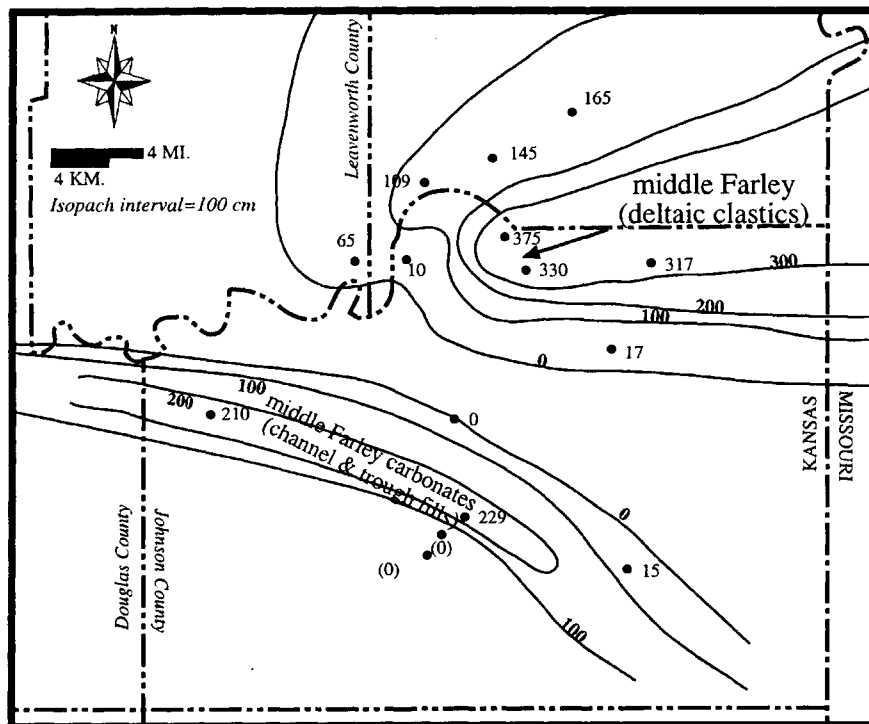 N
4 MI.
4 KM.
Isopach interval=100 cm
Leavenworth County
165
145
109
middle Farley
(deltaic clastics)
375
65
10
330
317
300
200
100
17
0
100
200
210
middle Farley carbonates
(channel & trough fills)
0
KANSAS
MISSOURI
229
0
(0)
(0)
15
100
Douglas County
Johnson County